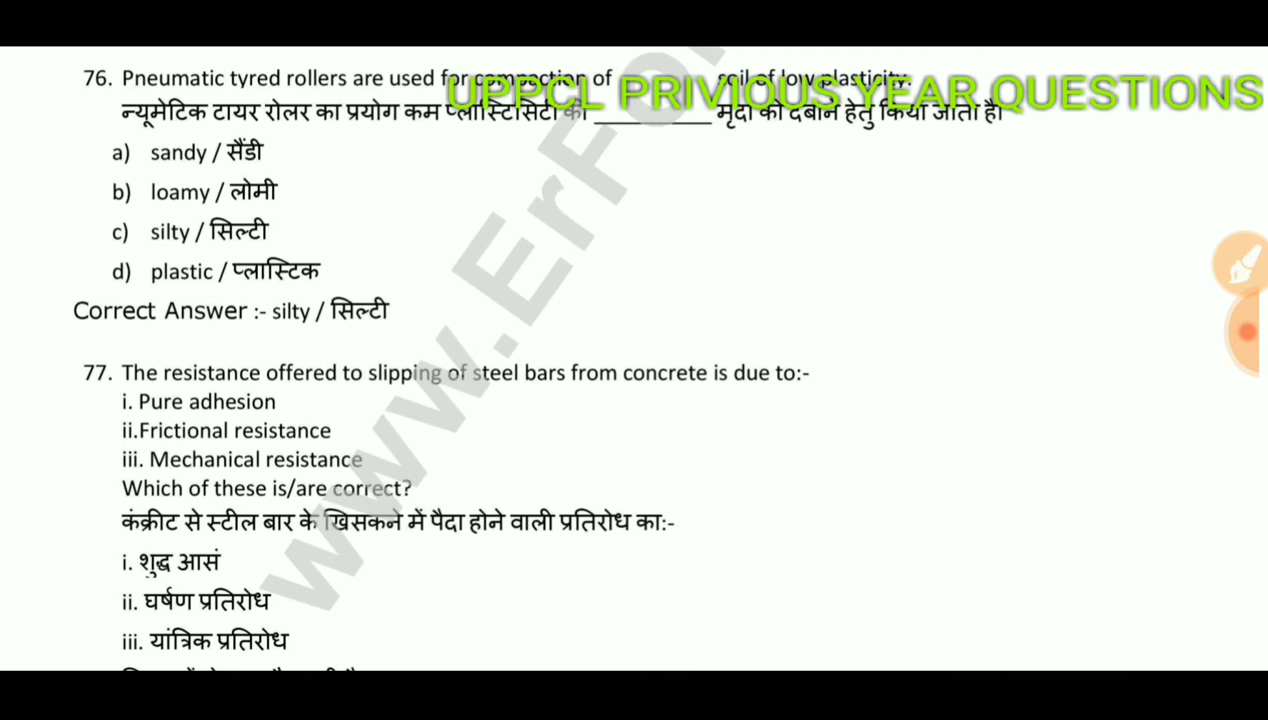 UPPCL PRIVIOUS YEAR QUESTIONS
76. Pneumatic tyred rollers are used for compaction of __________ soil of low plasticity.
न्यूमेटिक टायर रोलर का प्रयोग कम प्लास्टिसिटी की __________ मृदा को दबाने हेतु किया जाता है
a) sandy / सैंडी
b) loamy / लोमी
c) silty / सिल्टी
d) plastic / प्लास्टिक
Correct Answer :- silty / सिल्टी
77. The resistance offered to slipping of steel bars from concrete is due to:-
i. Pure adhesion
ii.Frictional resistance
iii. Mechanical resistance
Which of these is/are correct?
कंक्रीट से स्टील बार के खिसकने में पैदा होने वाली प्रतिरोध का:-
i. शुद्ध आसं
ii. घर्षण प्रतिरोध
iii. यांत्रिक प्रतिरोध
www.ErFor